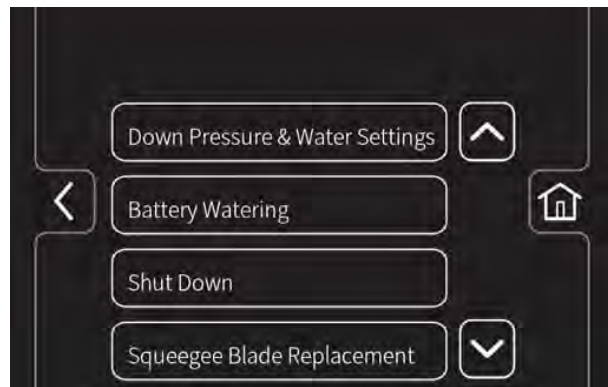 Down Pressure & Water Settings
Battery Watering
Shut Down
Squeegee Blade Replacement